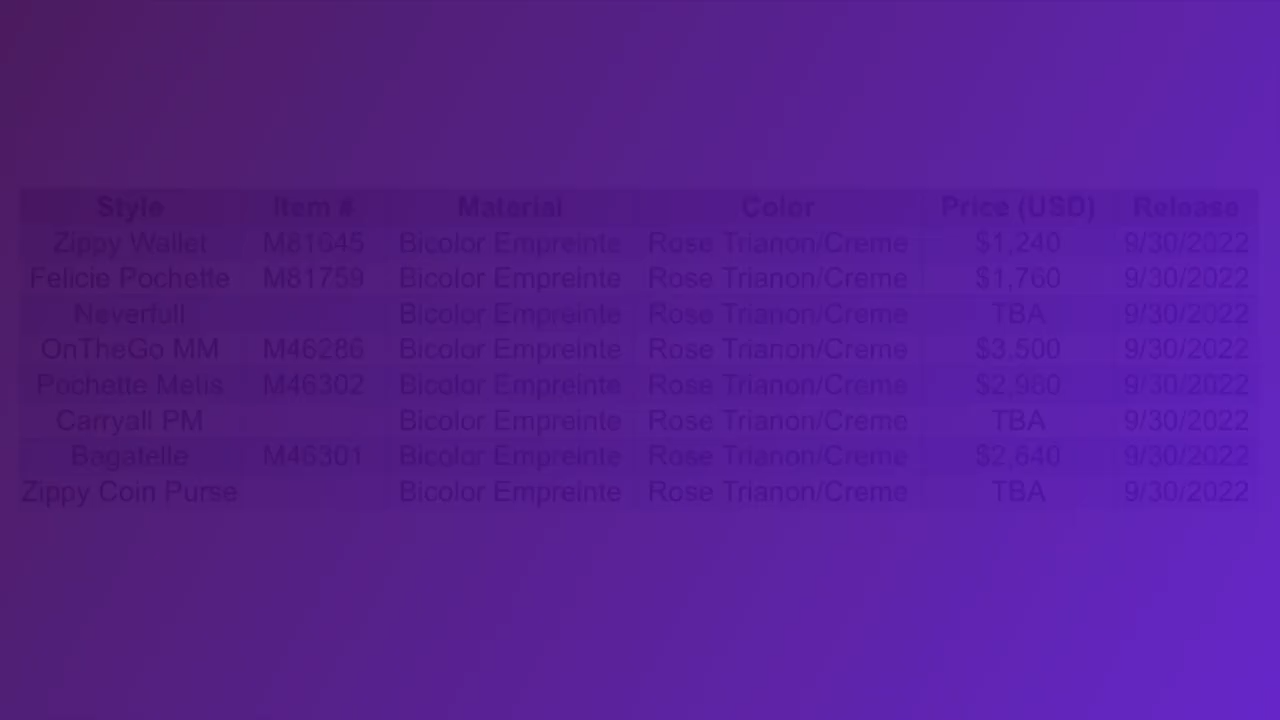 Style Item # Material Color Price (USD) Release
Zippy Wallet M81645 Bicolor Empreinte Rose Trianon/Creme $1,240 9/30/2022
Felicie Pochette M81759 Bicolor Empreinte Rose Trianon/Creme $1,760 9/30/2022
Neverfull Bicolor Empreinte Rose Trianon/Creme TBA 9/30/2022
OnTheGo MM M46286 Bicolor Empreinte Rose Trianon/Creme $3,500 9/30/2022
Pochette Metis M46302 Bicolor Empreinte Rose Trianon/Creme $2,980 9/30/2022
Carryall PM Bicolor Empreinte Rose Trianon/Creme TBA 9/30/2022
Bagatelle M46301 Bicolor Empreinte Rose Trianon/Creme $2,640 9/30/2022
Zippy Coin Purse Bicolor Empreinte Rose Trianon/Creme TBA 9/30/2022